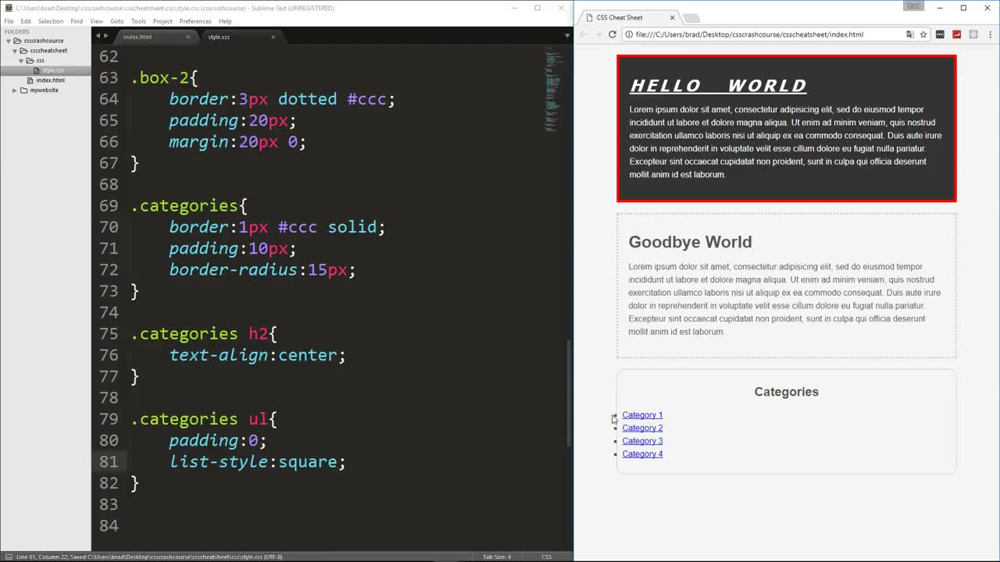 C:\Users\brad\Desktop\csscrashcourse\csscheatsheet\css\style.css (csscrashcourse) - Sublime Text (UNREGISTERED)
File Edit Selection Find View Goto Tools Project Preferences Help
FOLDERS
csscrashcourse
csscheatsheet
css
style.css
index.html
mywebsite
index.html
style.css
62
63 .box-2{
64 border:3px dotted #ccc;
65 padding:20px;
66 margin:20px 0;
67 }
68
69 .categories{
70 border:1px #ccc solid;
71 padding:10px;
72 border-radius:15px;
73 }
74
75 .categories h2{
76 text-align:center;
77 }
78
79 .categories ul{
80 padding:0;
81 list-style:square;
82 }
83
84
Line 81, Column 22; Saved C:\Users\brad\Desktop\csscrashcourse\csscheatsheet\css\style.css (UTF-8)
Tab Size: 4
CSS
Brad
CSS Cheat Sheet
file:///C:/Users/brad/Desktop/csscrashcourse/csscheatsheet/index.html
HELLO WORLD
Lorem ipsum dolor sit amet, consectetur adipisicing elit, sed do eiusmod tempor
incididunt ut labore et dolore magna aliqua. Ut enim ad minim veniam, quis nostrud
exercitation ullamco laboris nisi ut aliquip ex ea commodo consequat. Duis aute irure
dolor in reprehenderit in voluptate velit esse cillum dolore eu fugiat nulla pariatur.
Excepteur sint occaecat cupidatat non proident, sunt in culpa qui officia deserunt
mollit anim id est laborum.
Goodbye World
Lorem ipsum dolor sit amet, consectetur adipisicing elit, sed do eiusmod tempor
incididunt ut labore et dolore magna aliqua. Ut enim ad minim veniam, quis nostrud
exercitation ullamco laboris nisi ut aliquip ex ea commodo consequat. Duis aute irure
dolor in reprehenderit in voluptate velit esse cillum dolore eu fugiat nulla pariatur.
Excepteur sint occaecat cupidatat non proident, sunt in culpa qui officia deserunt
mollit anim id est laborum.
Categories
Category 1
Category 2
Category 3
Category 4